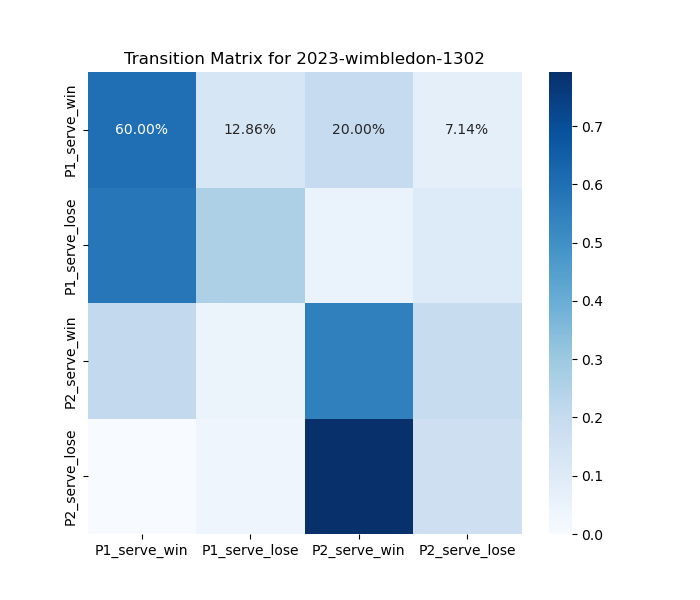 Transition Matrix for 2023-wimbledon-1302
P1_serve_win
60.00% 12.86% 20.00% 7.14%
P1_serve_lose
P2_serve_win
P2_serve_lose
P1_serve_win P1_serve_lose P2_serve_win P2_serve_lose
0.7
0.6
0.5
0.4
0.3
0.2
0.1
0.0